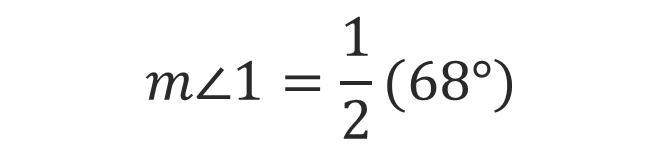 m∠1 = 1/2 (68°)